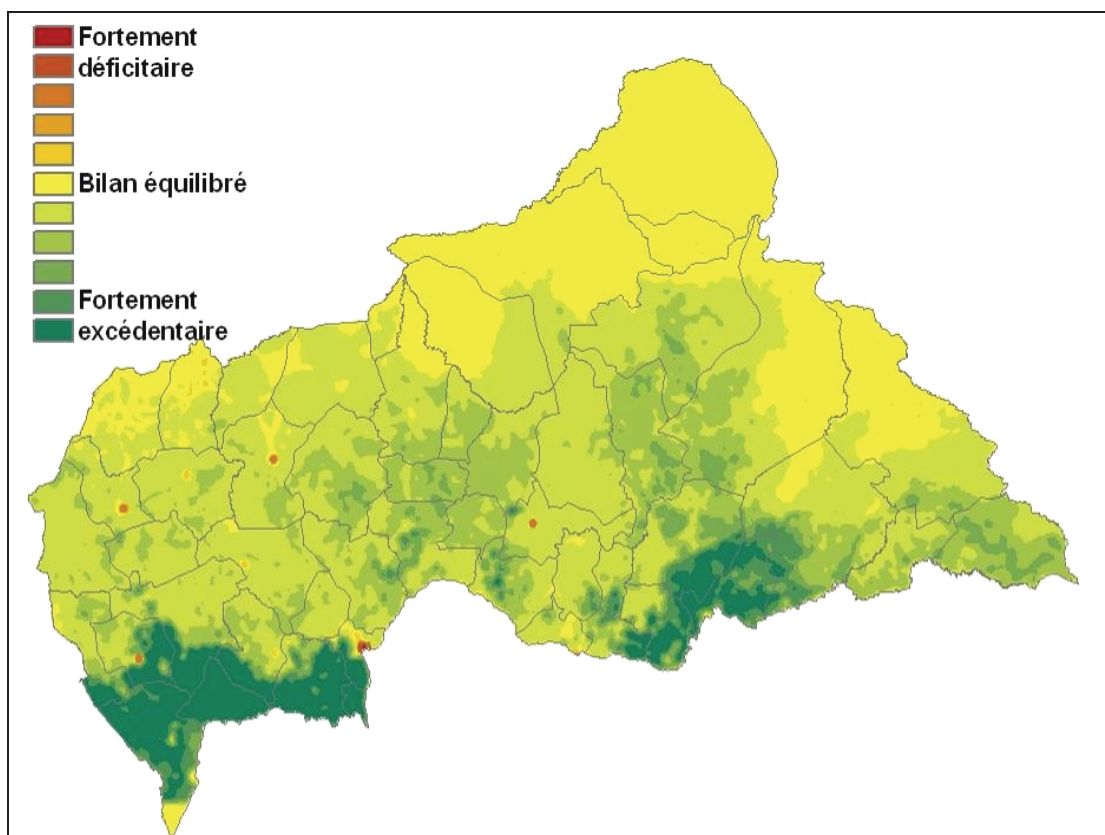 Fortement
déficitaire
Bilan équilibré
Fortement
excédentaire